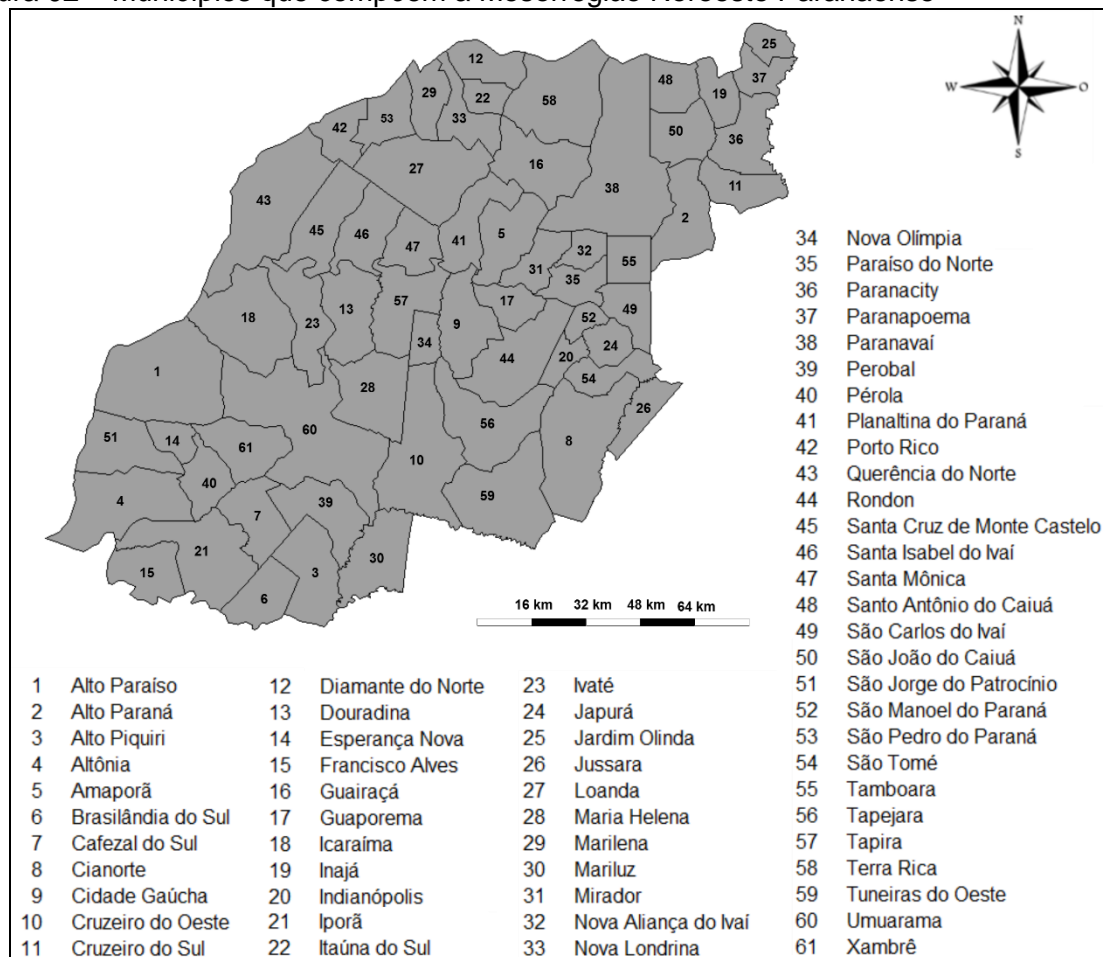 ura 02 – Municípios que compõem a Mesorregião Noroeste Paranaense
N
W O
S
25
12
48 37
29 22 58 19
53 33
42 50 36
27 16
38 11
43 2
45 46 47 41 5
32
31 55
35
18 23 13 57 9 17 52 49
34 44 24
20
1 28 54
26
60 56
51 14 61 8
40 10
4 39 59
7
21 30
15 3
6
16 km 32 km 48 km 64 km
1 Alto Paraíso
2 Alto Paraná
3 Alto Piquiri
4 Altônia
5 Amaporã
6 Brasilândia do Sul
7 Cafezal do Sul
8 Cianorte
9 Cidade Gaúcha
10 Cruzeiro do Oeste
11 Cruzeiro do Sul
12 Diamante do Norte
13 Douradina
14 Esperança Nova
15 Francisco Alves
16 Guairaçá
17 Guaporema
18 Icaraíma
19 Inajá
20 Indianópolis
21 Iporã
22 Itaúna do Sul
23 Ivaté
24 Japurá
25 Jardim Olinda
26 Jussara
27 Loanda
28 Maria Helena
29 Marilena
30 Mariluz
31 Mirador
32 Nova Aliança do Ivaí
33 Nova Londrina
34 Nova Olímpia
35 Paraíso do Norte
36 Paranacity
37 Paranapoema
38 Paranavaí
39 Perobal
40 Pérola
41 Planaltina do Paraná
42 Porto Rico
43 Querência do Norte
44 Rondon
45 Santa Cruz de Monte Castelo
46 Santa Isabel do Ivaí
47 Santa Mônica
48 Santo Antônio do Caiuá
49 São Carlos do Ivaí
50 São João do Caiuá
51 São Jorge do Patrocínio
52 São Manoel do Paraná
53 São Pedro do Paraná
54 São Tomé
55 Tamboara
56 Tapejara
57 Tapira
58 Terra Rica
59 Tuneiras do Oeste
60 Umuarama
61 Xambrê